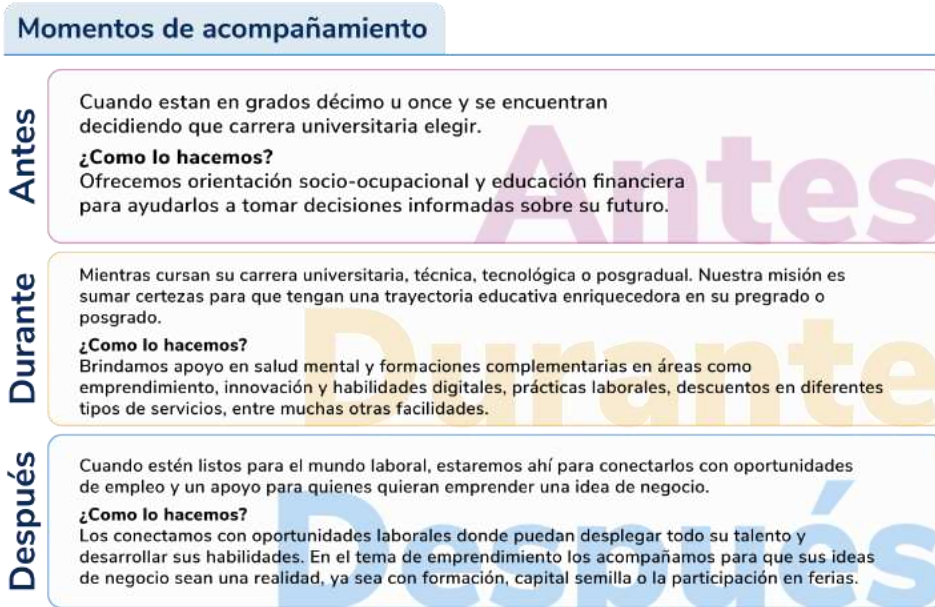 Momentos de acompañamiento
Antes
Cuando estan en grados décimo u once y se encuentran
decidiendo que carrera universitaria elegir.
¿Como lo hacemos?
Ofrecemos orientación socio-ocupacional y educación financiera
para ayudarlos a tomar decisiones informadas sobre su futuro.
Antes
Durante
Mientras cursan su carrera universitaria, técnica, tecnológica o posgradual. Nuestra misión es
sumar certezas para que tengan una trayectoria educativa enriquecedora en su pregrado o
posgrado.
¿Como lo hacemos?
Brindamos apoyo en salud mental y formaciones complementarias en áreas como
emprendimiento, innovación y habilidades digitales, prácticas laborales, descuentos en diferentes
tipos de servicios, entre muchas otras facilidades.
Durante
Después
Cuando estén listos para el mundo laboral, estaremos ahí para conectarlos con oportunidades
de empleo y un apoyo para quienes quieran emprender una idea de negocio.
¿Como lo hacemos?
Los conectamos con oportunidades laborales donde puedan desplegar todo su talento y
desarrollar sus habilidades. En el tema de emprendimiento los acompañamos para que sus ideas
de negocio sean una realidad, ya sea con formación, capital semilla o la participación en ferias.
Después